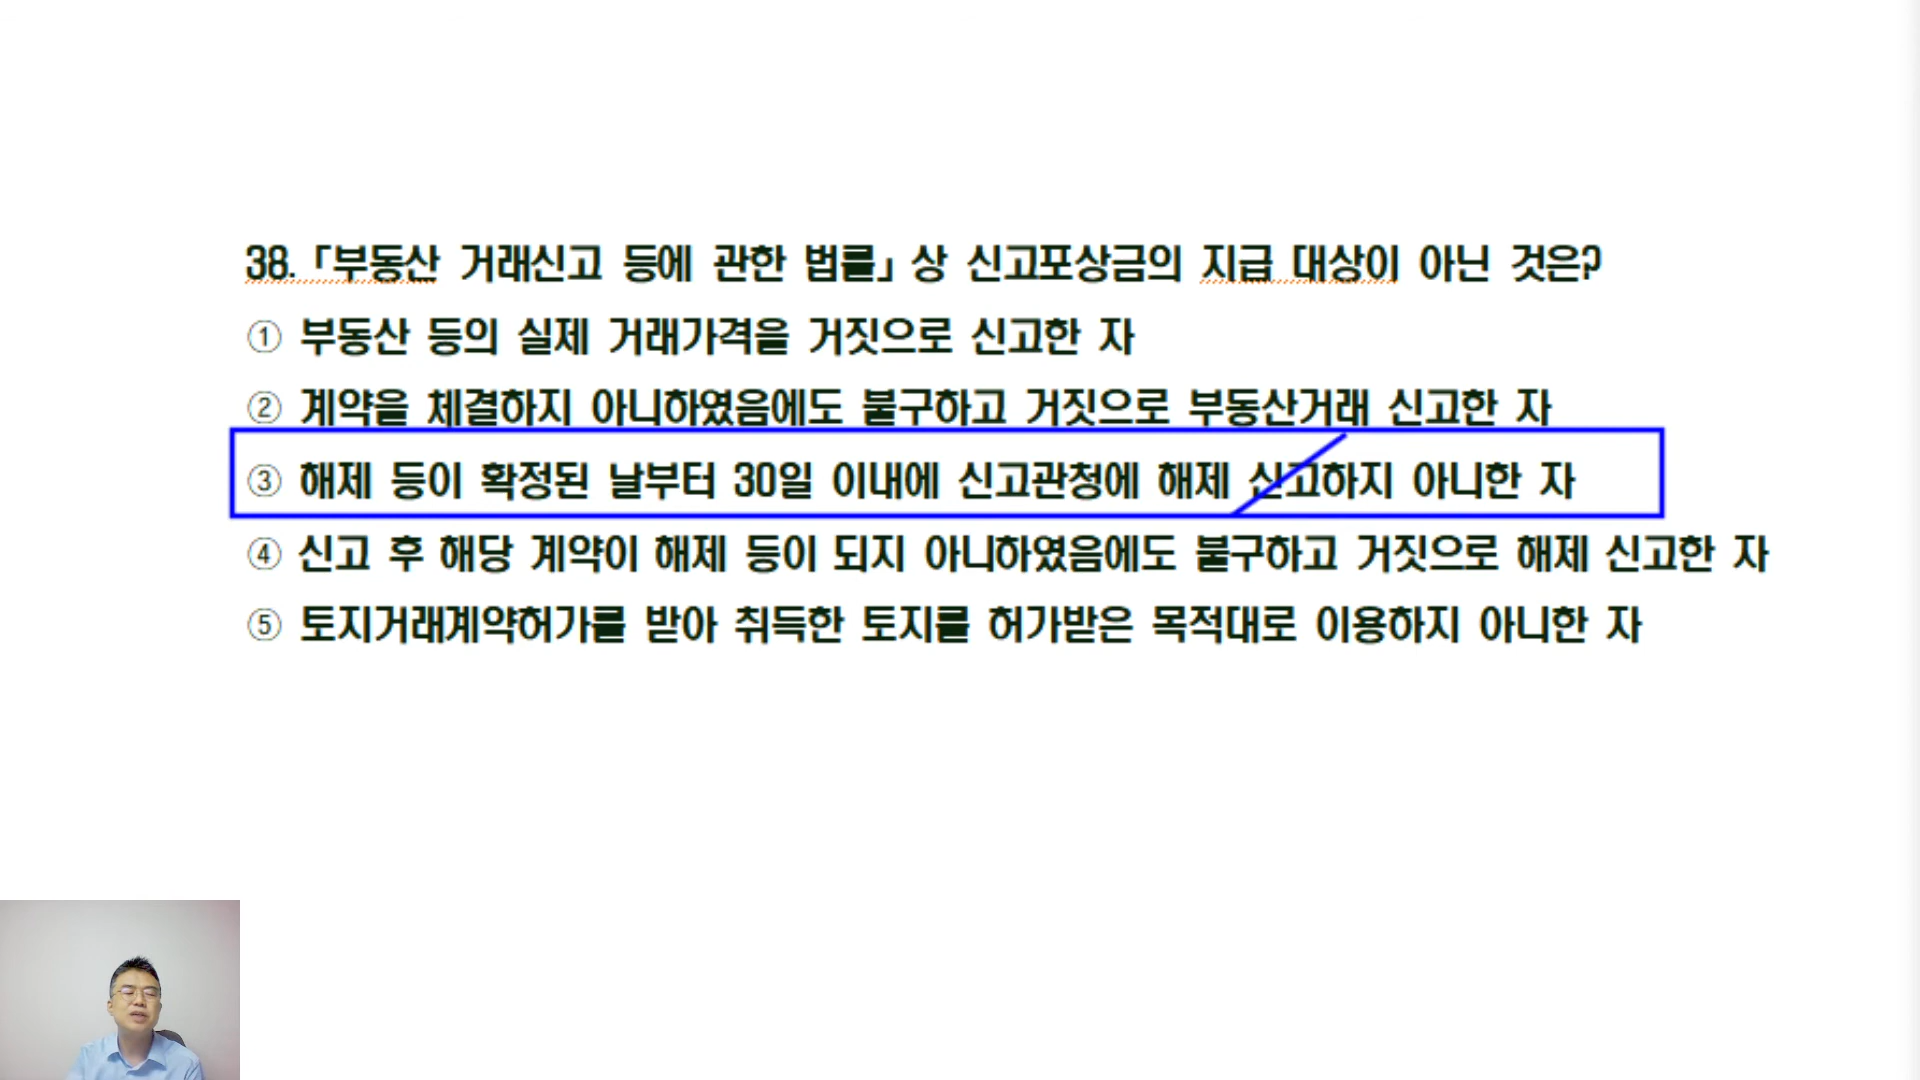 38. 「부동산 거래신고 등에 관한 법률」 상 신고포상금의 지급 대상이 아닌 것은?
① 부동산 등의 실제 거래가격을 거짓으로 신고한 자
② 계약을 체결하지 아니하였음에도 불구하고 거짓으로 부동산거래 신고한 자
③ 해제 등이 확정된 날부터 30일 이내에 신고관청에 해제 신고하지 아니한 자
④ 신고 후 해당 계약이 해제 등이 되지 아니하였음에도 불구하고 거짓으로 해제 신고한 자
⑤ 토지거래계약허가를 받아 취득한 토지를 허가받은 목적대로 이용하지 아니한 자